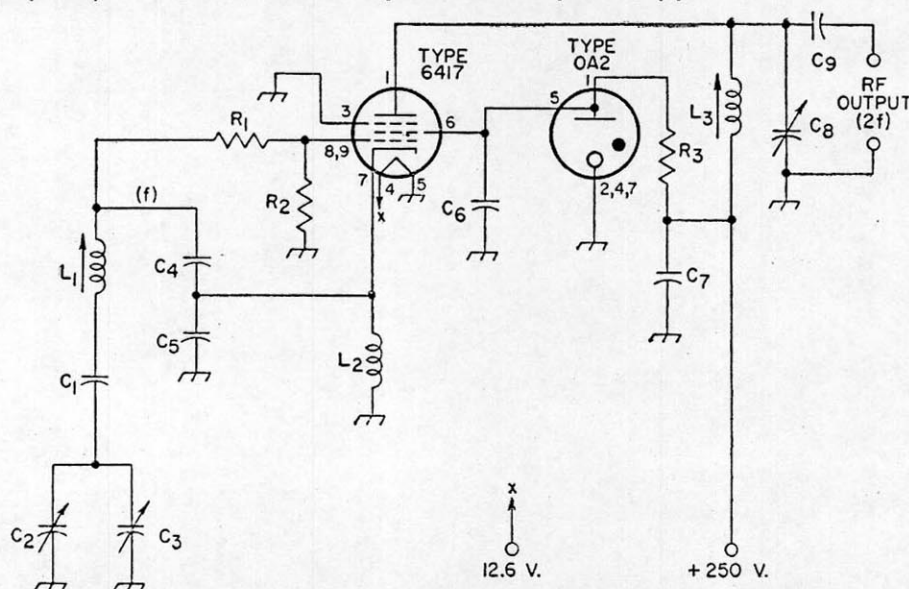 TYPE
6417
TYPE
OA2
1
1
C9
3
6
5
L3
C8
RF
OUTPUT
(2f)
R1
8,9
R3
7
4
5
2,4,7
x
R2
C6
(f)
L1
C4
C7
C5
L2
C1
x
C2
C3
12.6 V.
+250 V.